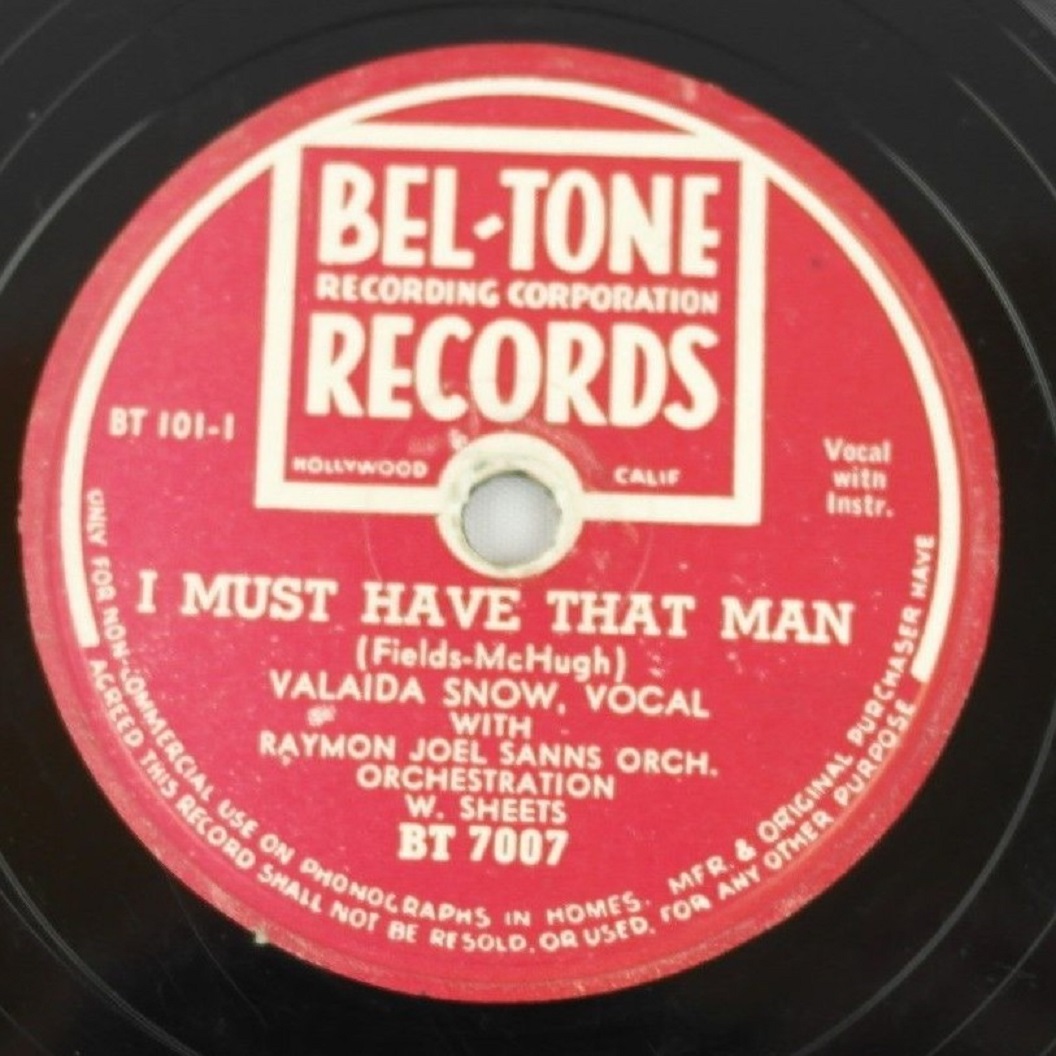 BEL-TONE
RECORDING CORPORATION
RECORDS
HOLLYWOOD CALIF
BT 101-1
Vocal
with
Instr.
I MUST HAVE THAT MAN
(Fields-McHugh)
VALAIDA SNOW, VOCAL
WITH
RAYMON JOEL SANNS ORCH.
ORCHESTRATION
W. SHEETS
BT 7007
ONLY FOR NON-COMMERCIAL USE ON PHONOGRAPHS IN HOMES. MFR. & ORIGINAL PURCHASER HAVE
AGREED THIS RECORD SHALL NOT BE RESOLD, OR USED, FOR ANY OTHER PURPOSE